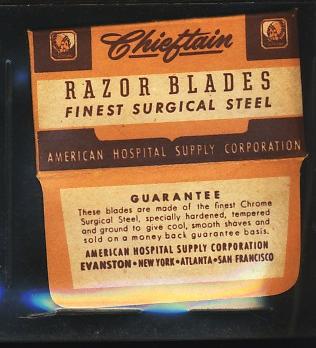 Chieftain
RAZOR BLADES
FINEST SURGICAL STEEL
AMERICAN HOSPITAL SUPPLY CORPORATION
GUARANTEE
These blades are made of the finest Chrome
Surgical Steel, specially hardened, tempered
and ground to give cool, smooth shaves and
sold on a money back guarantee basis.
AMERICAN HOSPITAL SUPPLY CORPORATION
EVANSTON • NEW YORK • ATLANTA • SAN FRANCISCO